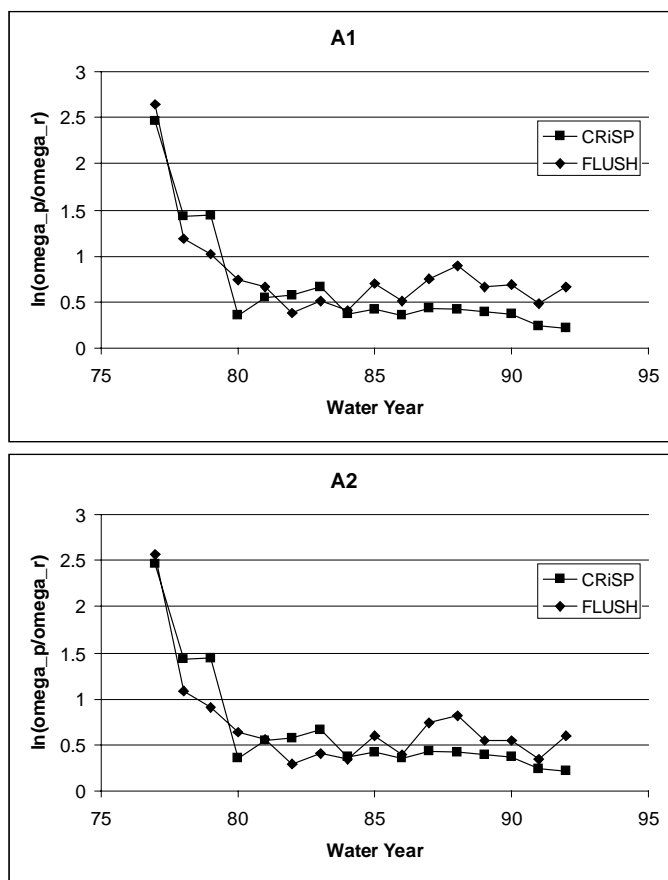 A1
3
2.5
2
1.5
1
0.5
0
ln(omega_p/omega_r)
CRiSP
FLUSH
75 80 85 90 95
Water Year
A2
3
2.5
2
1.5
1
0.5
0
ln(omega_p/omega_r)
CRiSP
FLUSH
75 80 85 90 95
Water Year